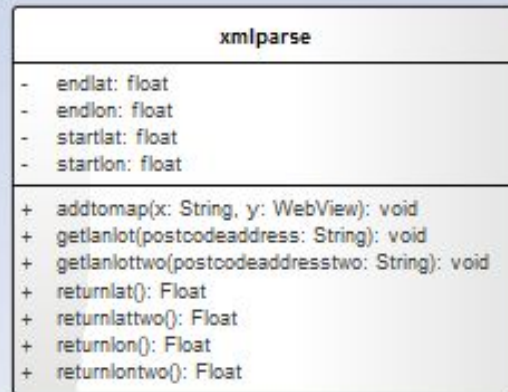 xmlparse
- endlat: float
- endlon: float
- startlat: float
- startlon: float
+ addtomap(x: String, y: WebView): void
+ getlanlot(postcodeaddress: String): void
+ getlanlottwo(postcodeaddresstwo: String): void
+ returnlat(): Float
+ returnlattwo(): Float
+ returnlon(): Float
+ returnlontwo(): Float